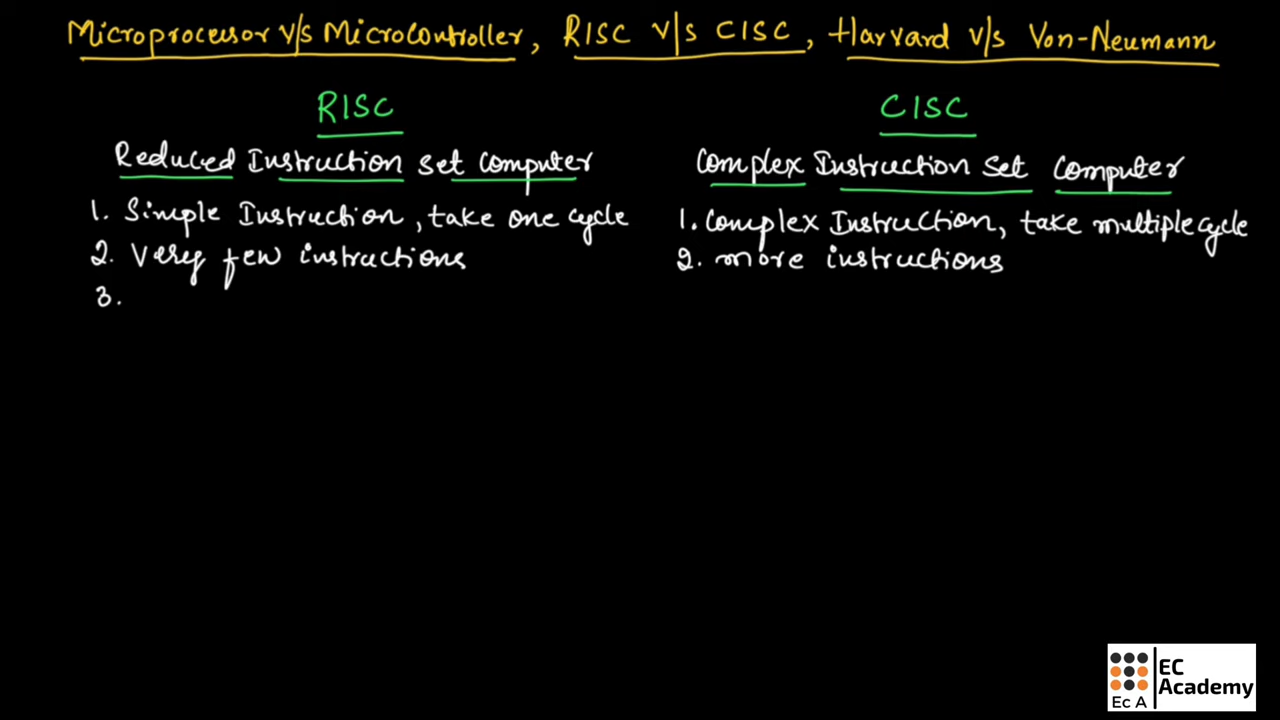 Microprocessor v/s Microcontroller, RISC v/s CISC, Harvard v/s Von-Neumann
RISC
Reduced Instruction set computer
1. Simple Instruction, take one cycle
2. Very few instructions
3.
CISC
Complex Instruction set Computer
1. Complex Instruction, take multiple cycle
2. more instructions
EC
Academy
EC A